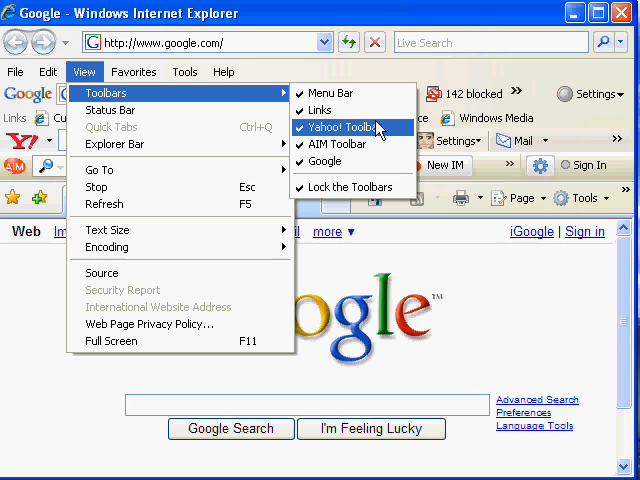 Google - Windows Internet Explorer
http://www.google.com/
Live Search
File Edit View Favorites Tools Help
Google
142 blocked
Settings
Links
Windows Media
Y!
Settings
Mail
AIM
New IM
Sign In
Page
Tools
Toolbars
Status Bar
Quick Tabs Ctrl+Q
Explorer Bar
Go To
Stop Esc
Refresh F5
Text Size
Encoding
Source
Security Report
International Website Address
Web Page Privacy Policy...
Full Screen F11
Menu Bar
Links
Yahoo! Toolba
AIM Toolbar
Google
Lock the Toolbars
Web
more
iGoogle | Sign in
ogle™
Advanced Search
Preferences
Language Tools
Google Search I'm Feeling Lucky